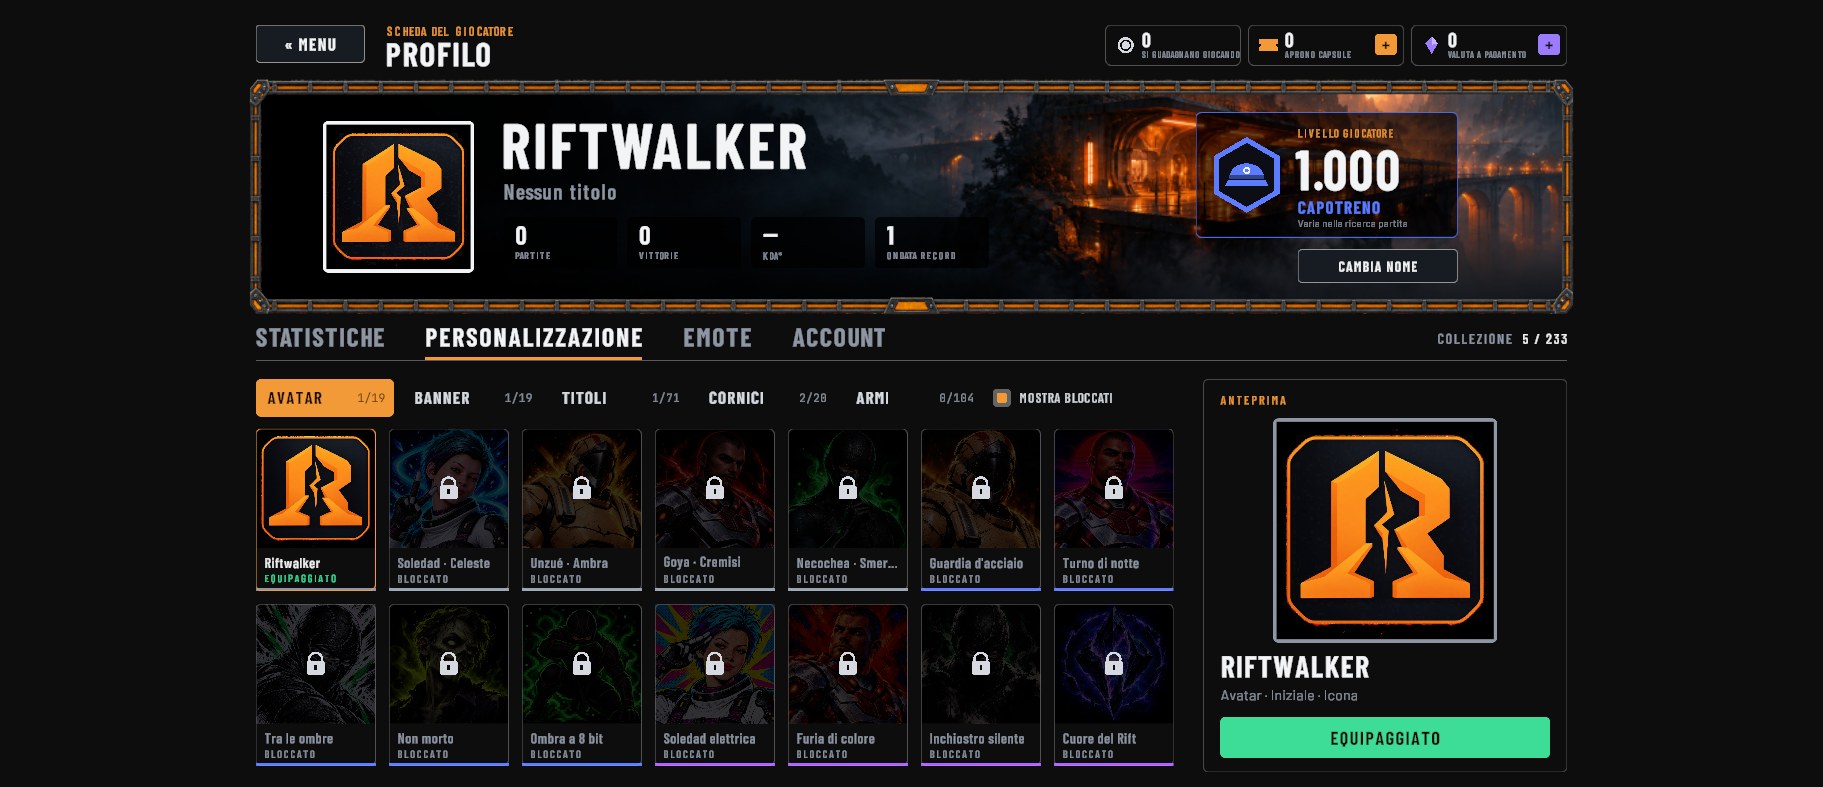 « MENU
SCHEDA DEL GIOCATORE
PROFILO
0
SI GUADAGNANO GIOCANDO
0
APRONO CAPSULE
+
0
VALUTA A PAGAMENTO
+
RIFTWALKER
Nessun titolo
0
PARTITE
0
VITTORIE
—
KDA*
1
ONDATA RECORD
LIVELLO GIOCATORE
1.000
CAPOTRENO
Varia nella ricerca partita
CAMBIA NOME
STATISTICHE PERSONALIZZAZIONE EMOTE ACCOUNT
COLLEZIONE 5 / 233
AVATAR 1/19 BANNER 1/19 TITOLI 1/71 CORNICI 2/20 ARMI 0/104 MOSTRA BLOCCATI
Riftwalker
EQUIPAGGIATO
Soledad · Celeste
BLOCCATO
Unzué · Ambra
BLOCCATO
Goya · Cremisi
BLOCCATO
Necochea · Smer...
BLOCCATO
Guardia d'acciaio
BLOCCATO
Turno di notte
BLOCCATO
Tra le ombre
BLOCCATO
Non morto
BLOCCATO
Ombra a 8 bit
BLOCCATO
Soledad elettrica
BLOCCATO
Furia di colore
BLOCCATO
Inchiostro silente
BLOCCATO
Cuore del Rift
BLOCCATO
ANTEPRIMA
RIFTWALKER
Avatar · Iniziale · Icona
EQUIPAGGIATO